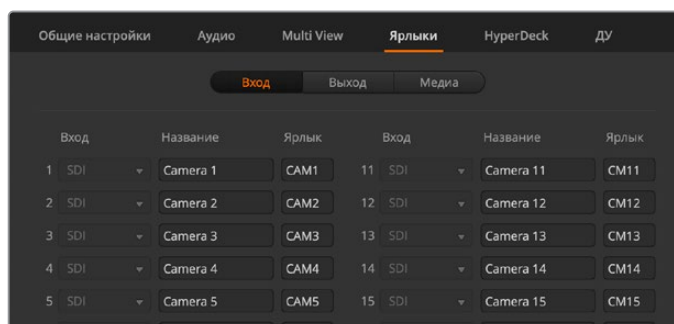 Общие настройки Аудио Multi View Ярлыки HyperDeck ДУ
Вход Выход Медиа
Вход Название Ярлык Вход Название Ярлык
1 SDI Camera 1 CAM1 11 SDI Camera 11 CM11
2 SDI Camera 2 CAM2 12 SDI Camera 12 CM12
3 SDI Camera 3 CAM3 13 SDI Camera 13 CM13
4 SDI Camera 4 CAM4 14 SDI Camera 14 CM14
5 SDI Camera 5 CAM5 15 SDI Camera 15 CM15